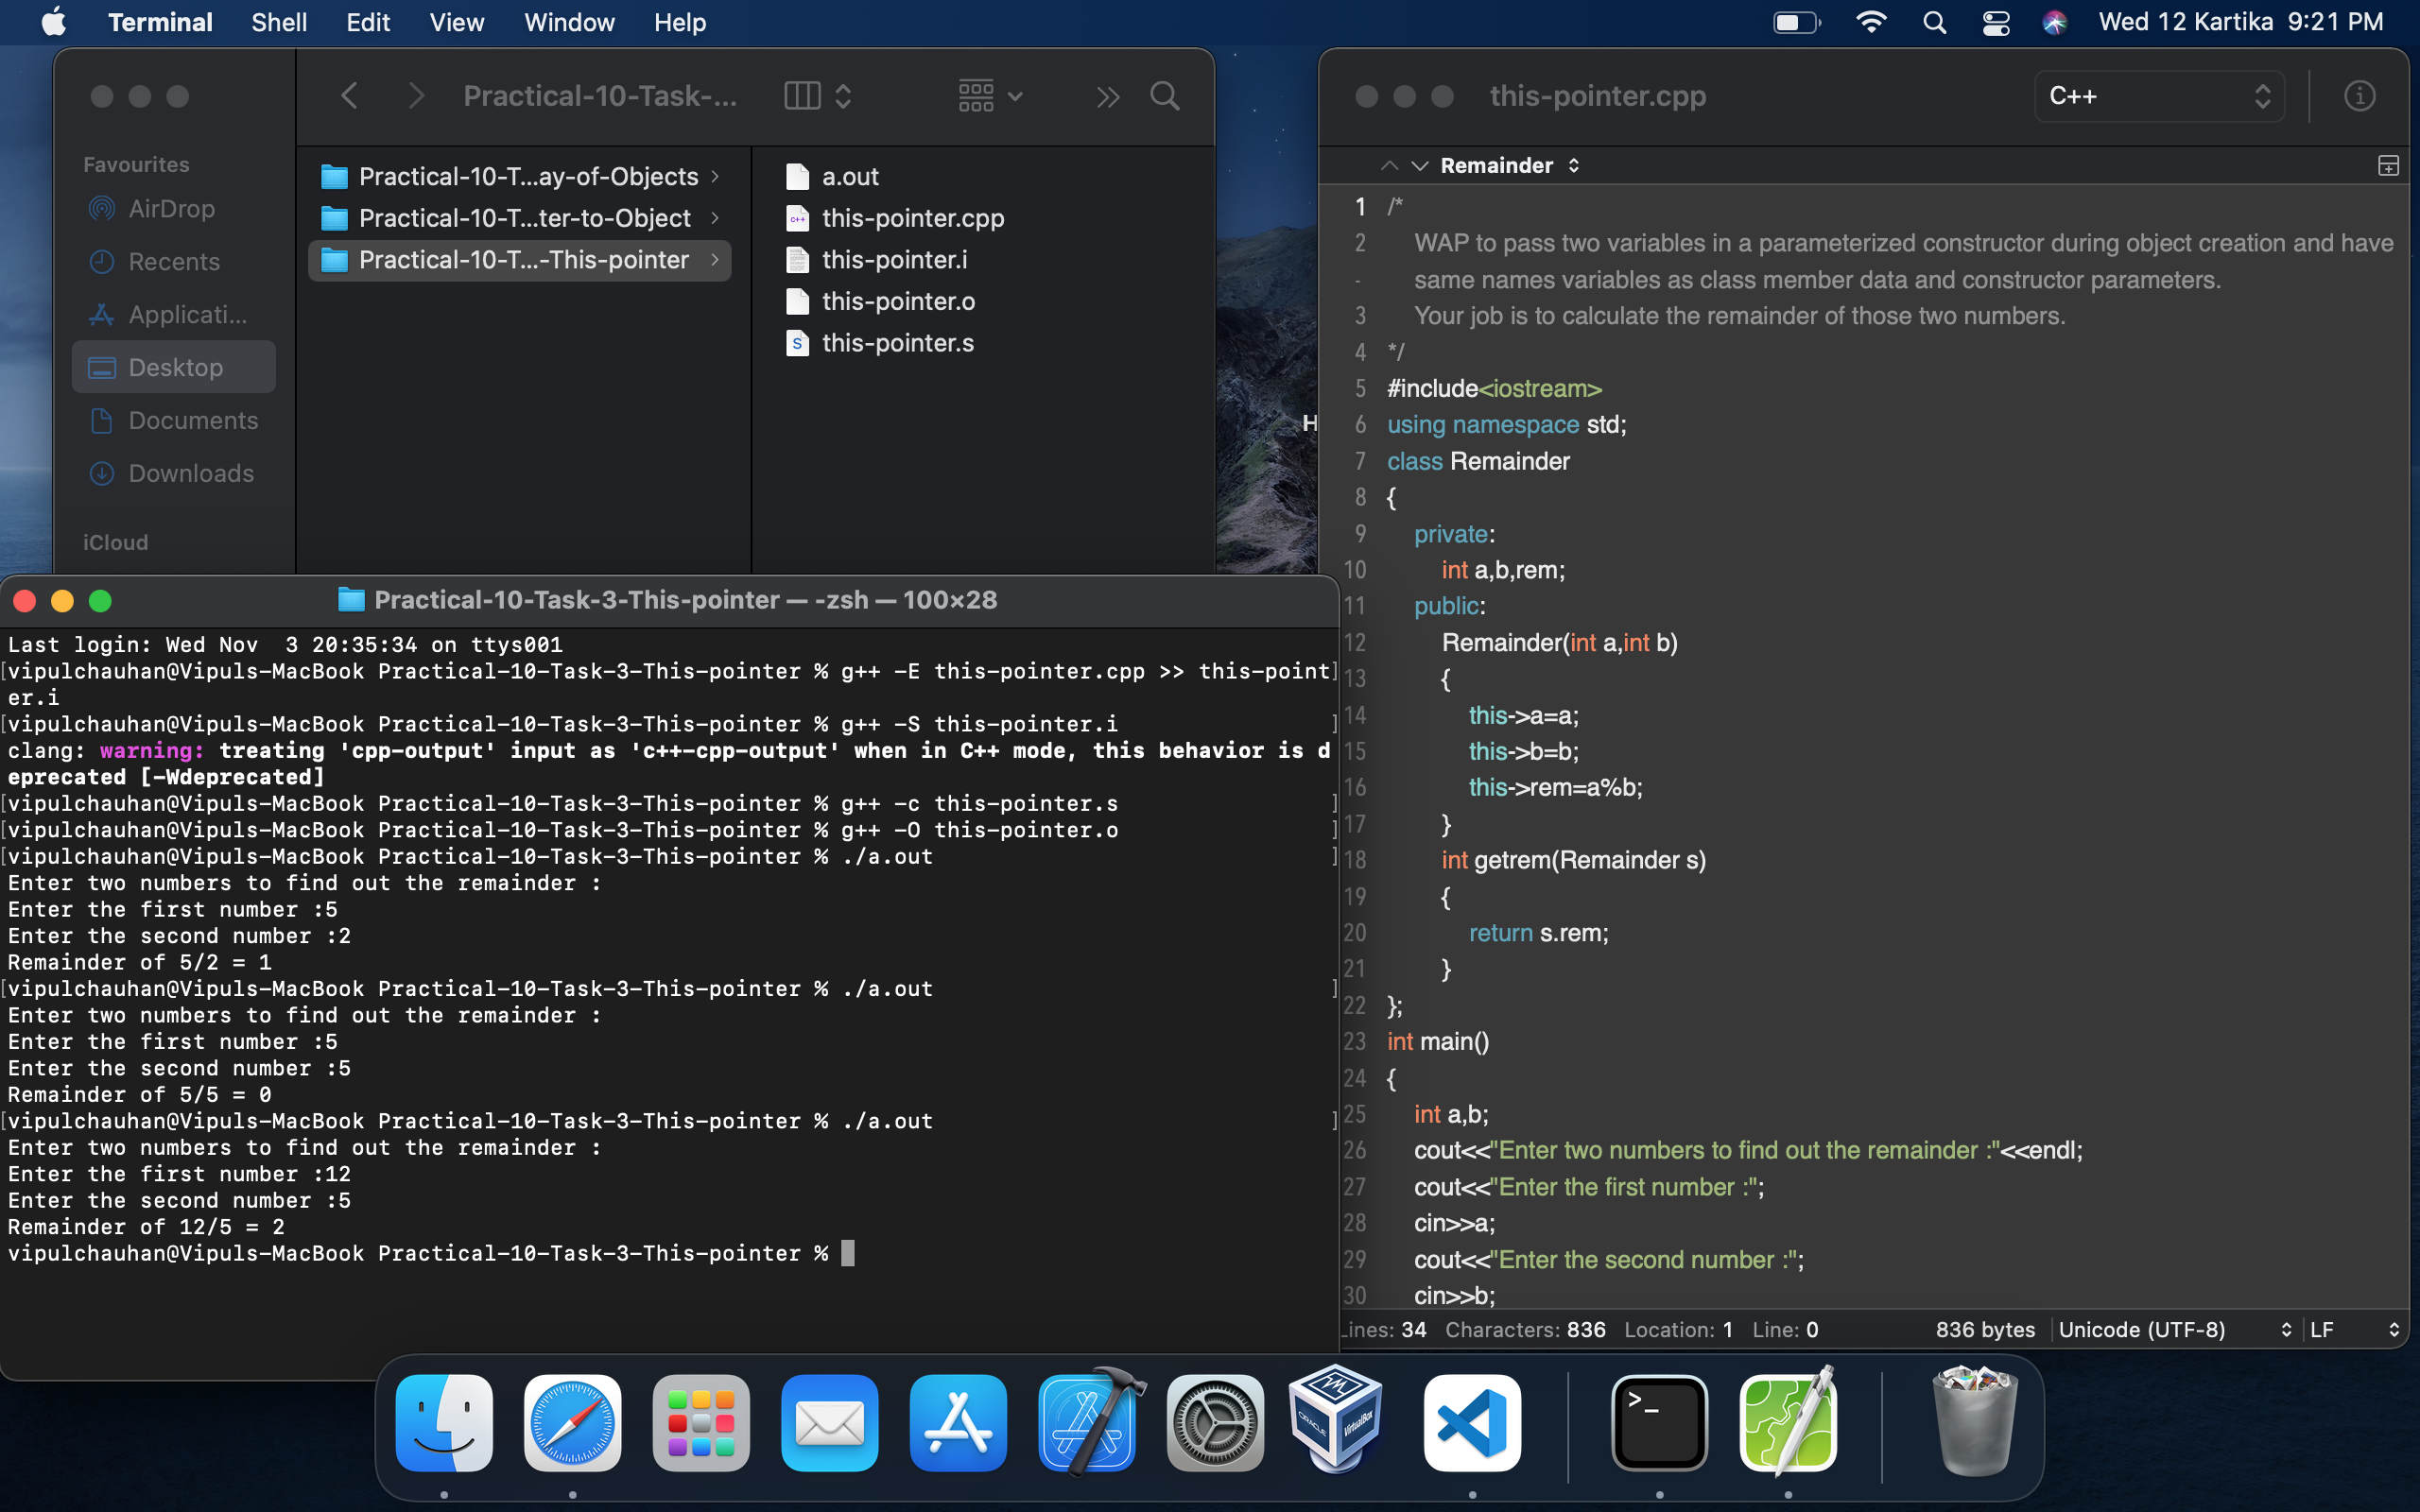 Terminal Shell Edit View Window Help
Wed 12 Kartika 9:21 PM
Practical-10-Task-...
Favourites
AirDrop
Recents
Applicati...
Desktop
Documents
Downloads
iCloud
Practical-10-T...ay-of-Objects
Practical-10-T...ter-to-Object
Practical-10-T...-This-pointer
a.out
this-pointer.cpp
this-pointer.i
this-pointer.o
this-pointer.s
H
Practical-10-Task-3-This-pointer — -zsh — 100×28
Last login: Wed Nov  3 20:35:34 on ttys001
[vipulchauhan@Vipuls-MacBook Practical-10-Task-3-This-pointer % g++ -E this-pointer.cpp >> this-point]
er.i
[vipulchauhan@Vipuls-MacBook Practical-10-Task-3-This-pointer % g++ -S this-pointer.i ]
clang: warning: treating 'cpp-output' input as 'c++-cpp-output' when in C++ mode, this behavior is d
eprecated [-Wdeprecated]
[vipulchauhan@Vipuls-MacBook Practical-10-Task-3-This-pointer % g++ -c this-pointer.s ]
[vipulchauhan@Vipuls-MacBook Practical-10-Task-3-This-pointer % g++ -O this-pointer.o ]
[vipulchauhan@Vipuls-MacBook Practical-10-Task-3-This-pointer % ./a.out ]
Enter two numbers to find out the remainder :
Enter the first number :5
Enter the second number :2
Remainder of 5/2 = 1
[vipulchauhan@Vipuls-MacBook Practical-10-Task-3-This-pointer % ./a.out ]
Enter two numbers to find out the remainder :
Enter the first number :5
Enter the second number :5
Remainder of 5/5 = 0
[vipulchauhan@Vipuls-MacBook Practical-10-Task-3-This-pointer % ./a.out ]
Enter two numbers to find out the remainder :
Enter the first number :12
Enter the second number :5
Remainder of 12/5 = 2
vipulchauhan@Vipuls-MacBook Practical-10-Task-3-This-pointer %
this-pointer.cpp
C++
Remainder
1 /*
2 WAP to pass two variables in a parameterized constructor during object creation and have
- same names variables as class member data and constructor parameters.
3 Your job is to calculate the remainder of those two numbers.
4 */
5 #include<iostream>
6 using namespace std;
7 class Remainder
8 {
9 private:
10 int a,b,rem;
11 public:
12 Remainder(int a,int b)
13 {
14 this->a=a;
15 this->b=b;
16 this->rem=a%b;
17 }
18 int getrem(Remainder s)
19 {
20 return s.rem;
21 }
22 };
23 int main()
24 {
25 int a,b;
26 cout<<"Enter two numbers to find out the remainder :"<<endl;
27 cout<<"Enter the first number :";
28 cin>>a;
29 cout<<"Enter the second number :";
30 cin>>b;
Lines: 34 Characters: 836 Location: 1 Line: 0 836 bytes Unicode (UTF-8) LF